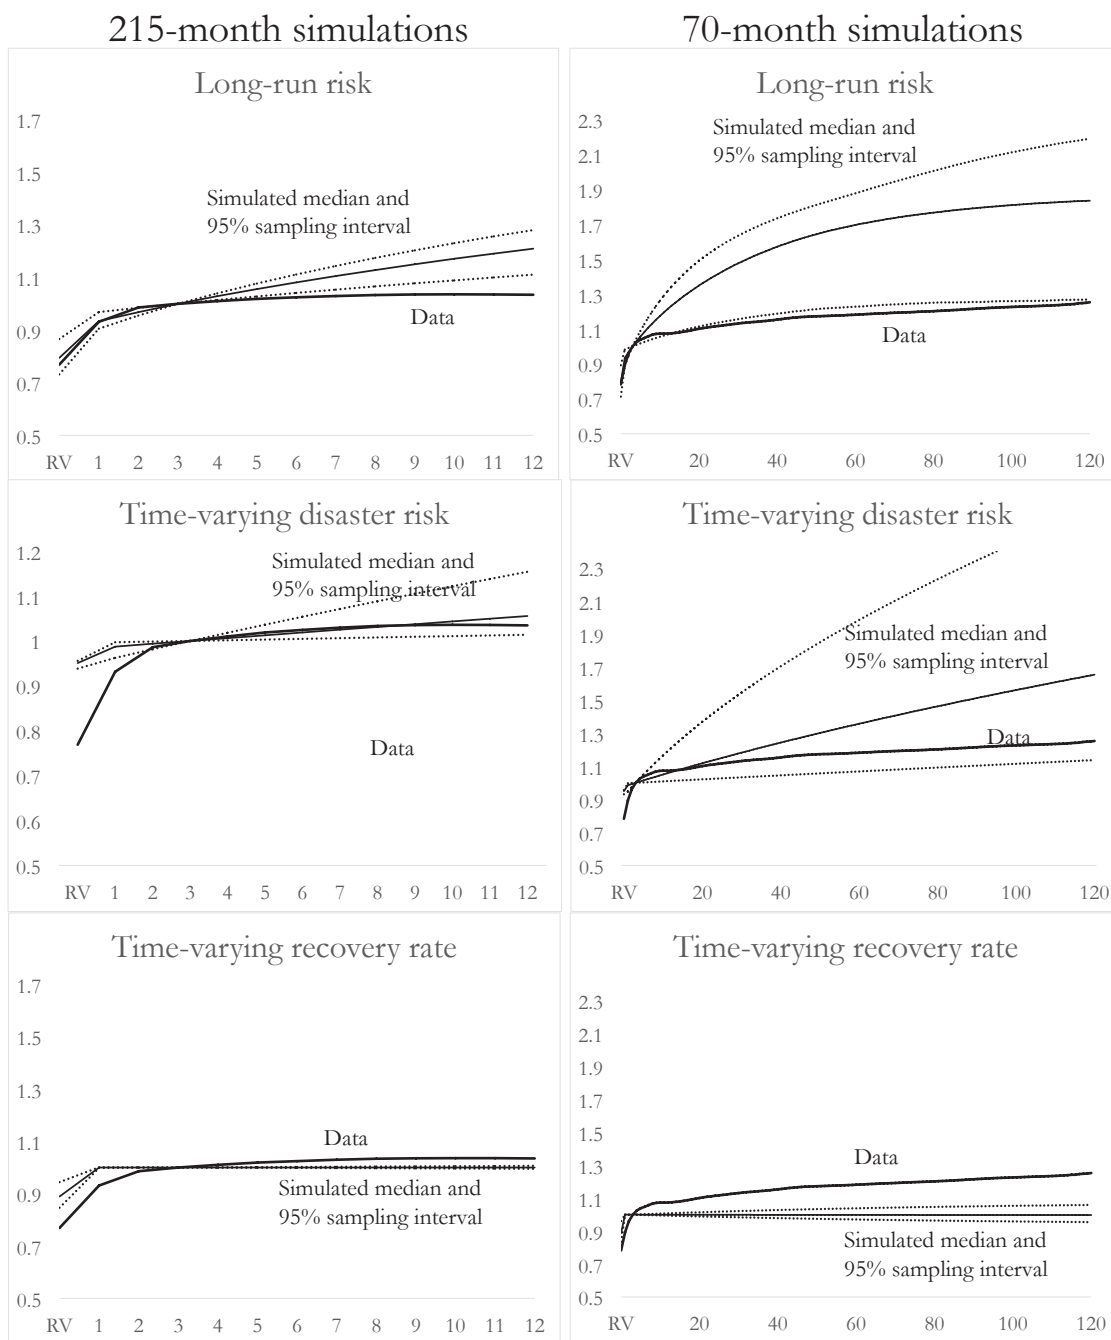 215-month simulations
70-month simulations
Long-run risk
1.7
1.5
1.3
1.1
0.9
0.7
0.5
Simulated median and
95% sampling interval
Data
RV 1 2 3 4 5 6 7 8 9 10 11 12
Long-run risk
2.3
2.1
1.9
1.7
1.5
1.3
1.1
0.9
0.7
0.5
Simulated median and
95% sampling interval
Data
RV 20 40 60 80 100 120
Time-varying disaster risk
1.2
1.1
1
0.9
0.8
0.7
0.6
0.5
Simulated median and
95% sampling interval
Data
RV 1 2 3 4 5 6 7 8 9 10 11 12
Time-varying disaster risk
2.3
2.1
1.9
1.7
1.5
1.3
1.1
0.9
0.7
0.5
Simulated median and
95% sampling interval
Data
RV 20 40 60 80 100 120
Time-varying recovery rate
1.7
1.5
1.3
1.1
0.9
0.7
0.5
Data
Simulated median and
95% sampling interval
RV 1 2 3 4 5 6 7 8 9 10 11 12
Time-varying recovery rate
2.3
2.1
1.9
1.7
1.5
1.3
1.1
0.9
0.7
0.5
Data
Simulated median and
95% sampling interval
RV 20 40 60 80 100 120